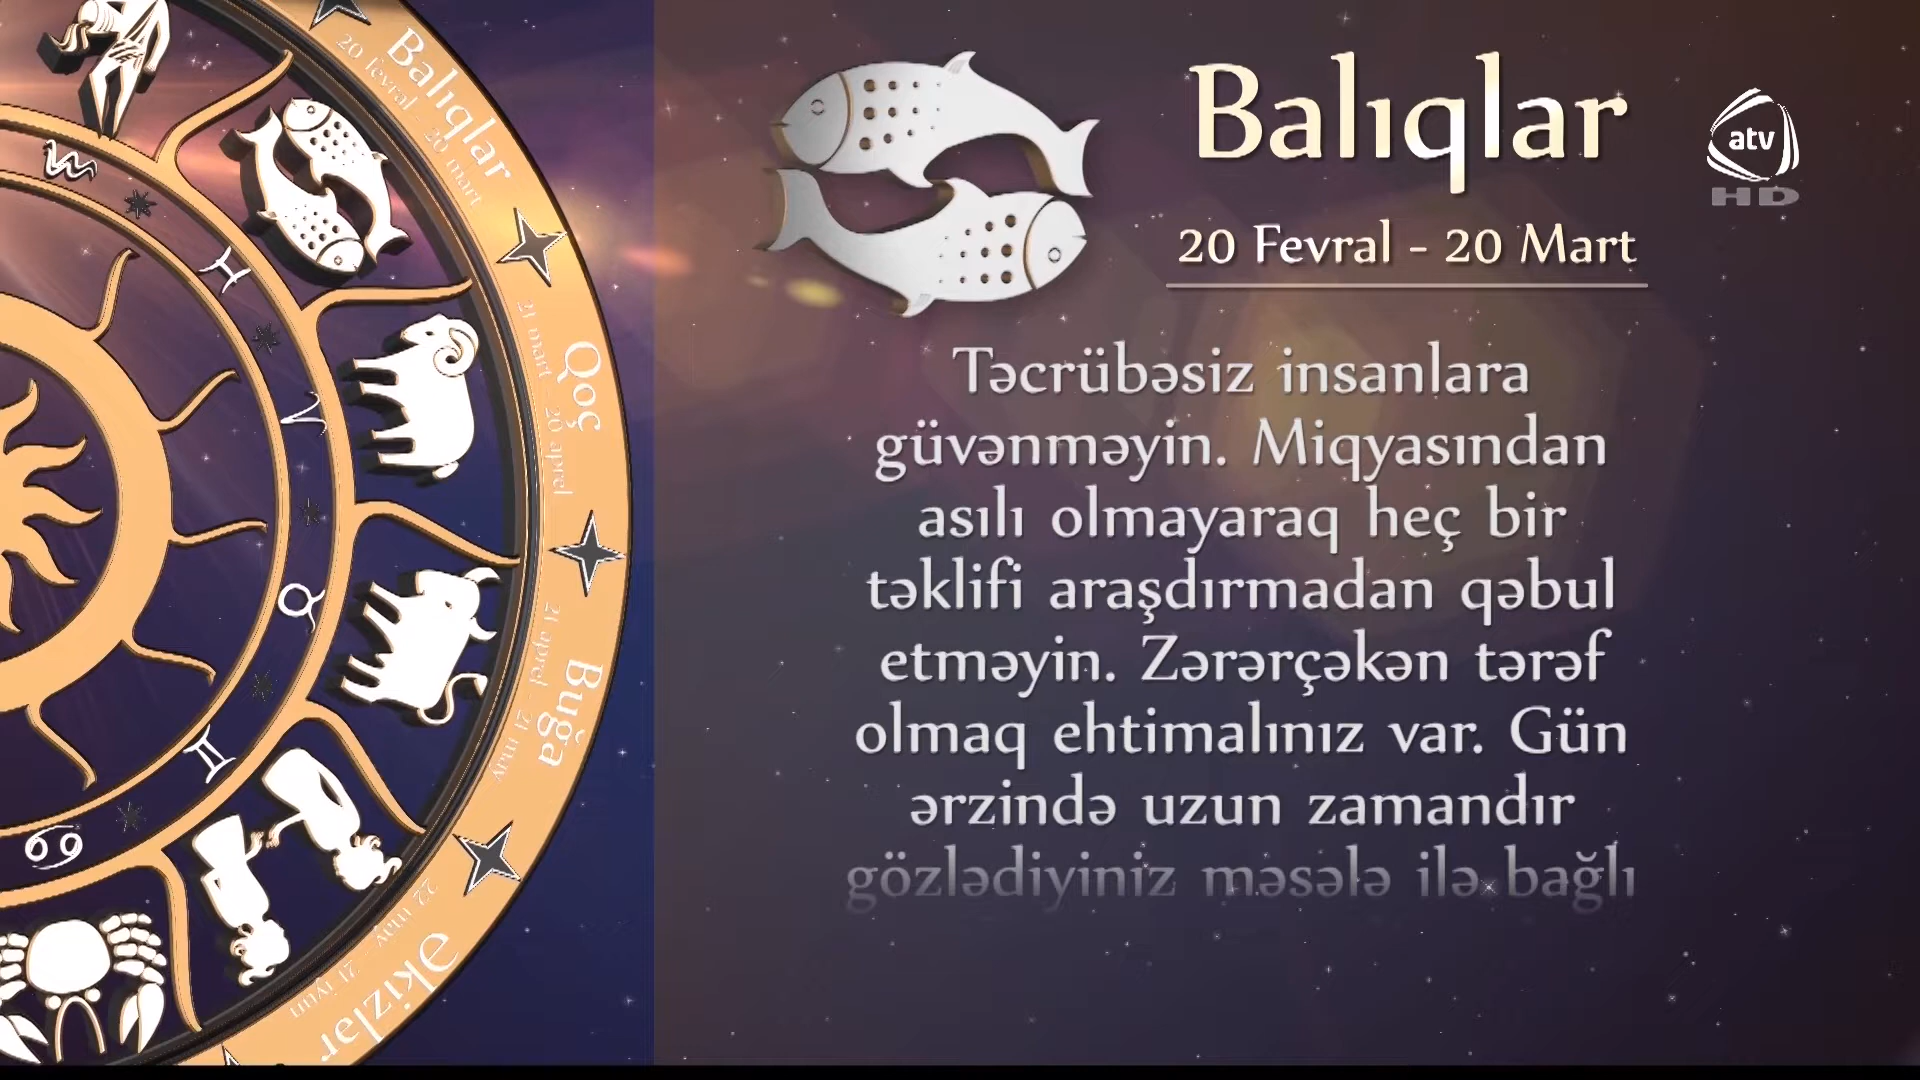 Balıqlar
20 fevral - 20 mart
Qoç
21 mart - 20 aprel
Buğa
21 aprel - 21 may
Əkizlər
22 may - 21 iyun
Balıqlar
20 Fevral - 20 Mart
atv
HD
Təcrübəsiz insanlara
güvənməyin. Miqyasından
asılı olmayaraq heç bir
təklifi araşdırmadan qəbul
etməyin. Zərərçəkən tərəf
olmaq ehtimalınız var. Gün
ərzində uzun zamandır
gözlədiyiniz məsələ ilə bağlı